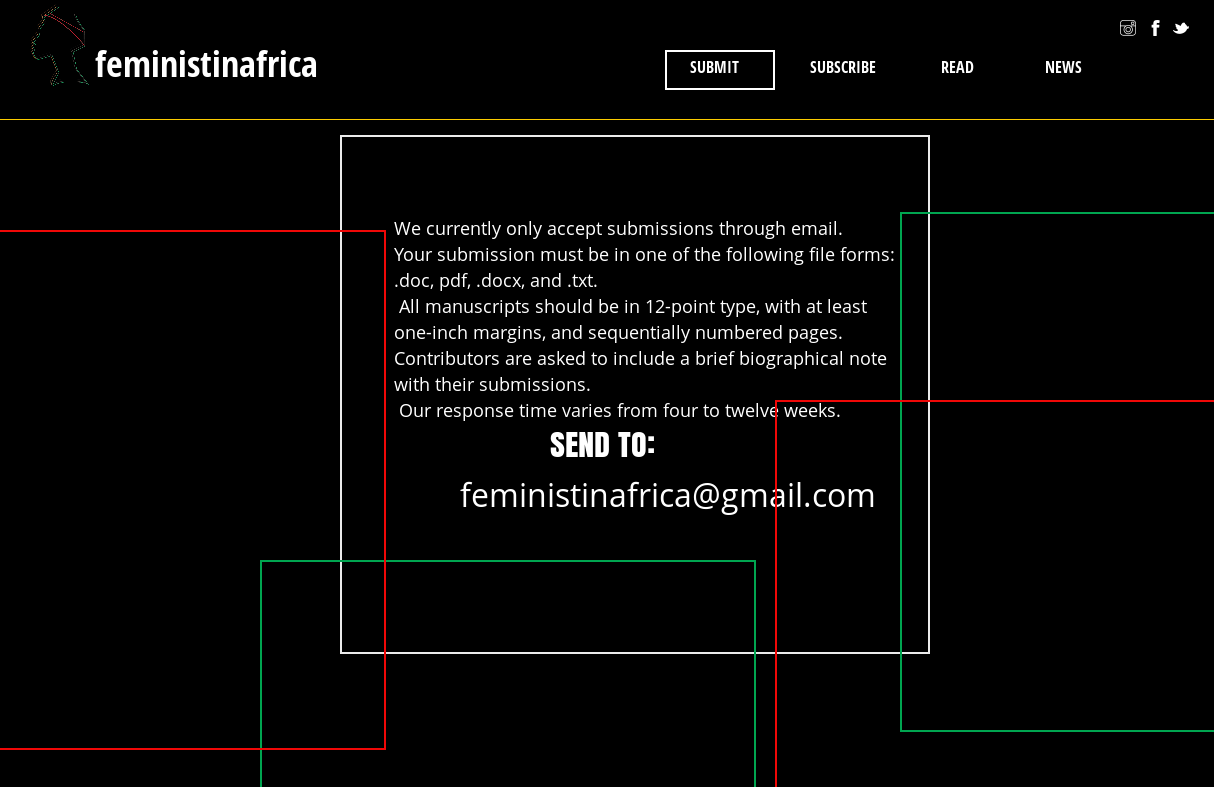 feministinafrica
SUBMIT
SUBSCRIBE
READ
NEWS
We currently only accept submissions through email.
Your submission must be in one of the following file forms:
.doc, pdf, .docx, and .txt.
All manuscripts should be in 12-point type, with at least
one-inch margins, and sequentially numbered pages.
Contributors are asked to include a brief biographical note
with their submissions.
Our response time varies from four to twelve weeks.
SEND TO:
feministinafrica@gmail.com